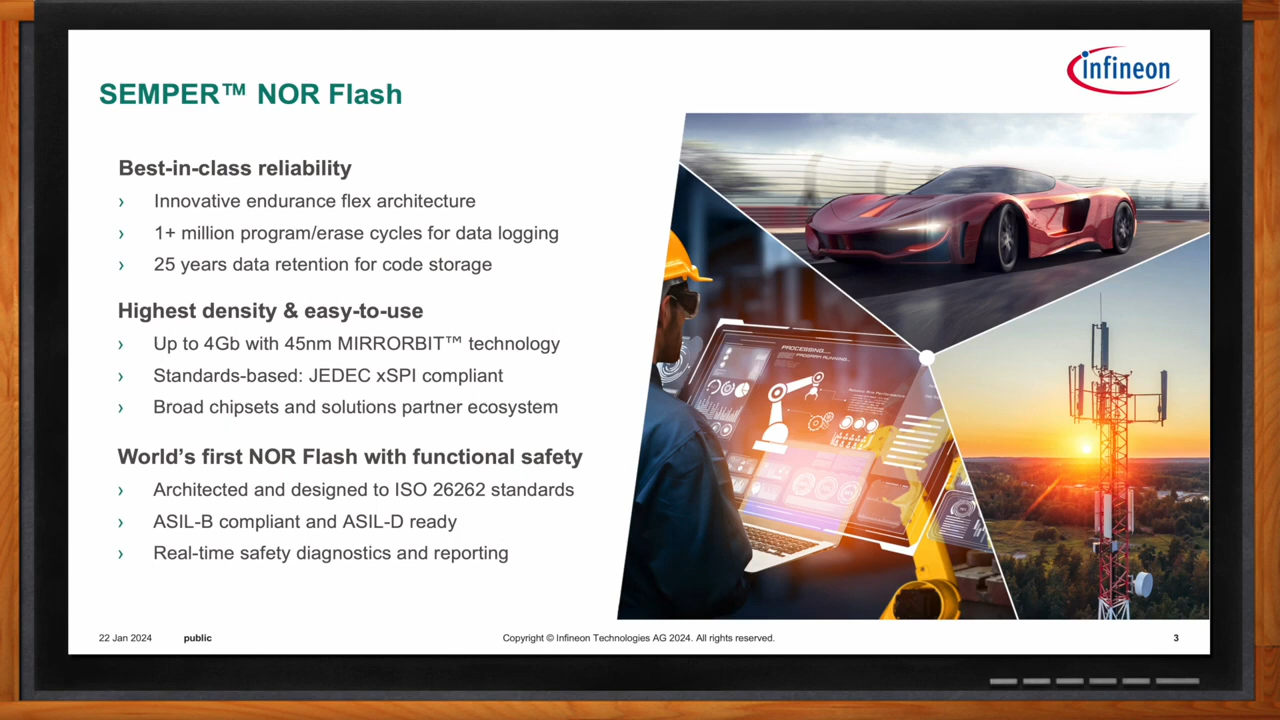 infineon
SEMPER™ NOR Flash
Best-in-class reliability
› Innovative endurance flex architecture
› 1+ million program/erase cycles for data logging
› 25 years data retention for code storage
Highest density & easy-to-use
› Up to 4Gb with 45nm MIRRORBIT™ technology
› Standards-based: JEDEC xSPI compliant
› Broad chipsets and solutions partner ecosystem
World’s first NOR Flash with functional safety
› Architected and designed to ISO 26262 standards
› ASIL-B compliant and ASIL-D ready
› Real-time safety diagnostics and reporting
PROCESSING...
PROGRAM RUNNING...
22 Jan 2024 public Copyright © Infineon Technologies AG 2024. All rights reserved. 3